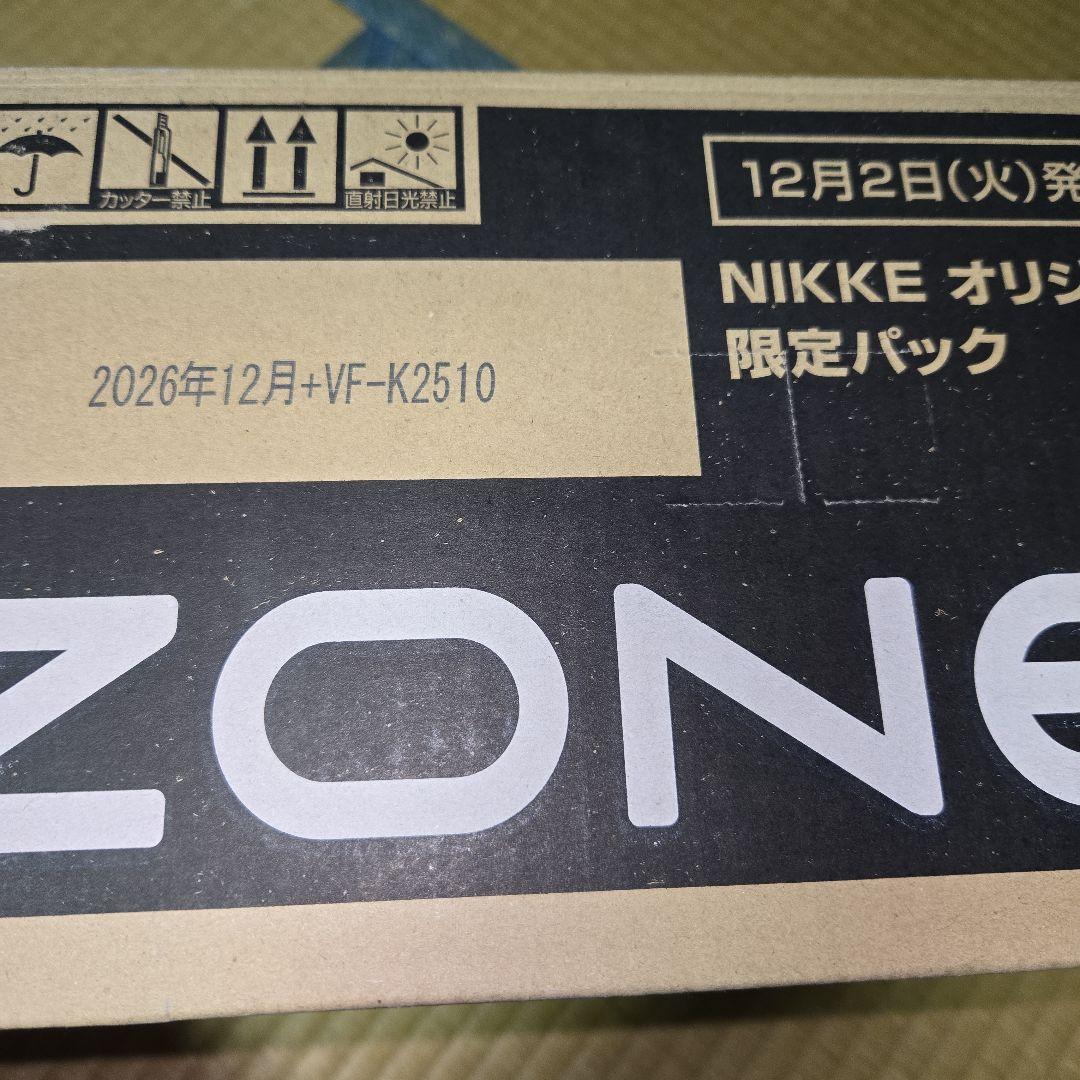 カッター禁止
直射日光禁止
12月2日(火)発
NIKKE オリジ
限定パック
2026年12月+VF-K2510
ZONe